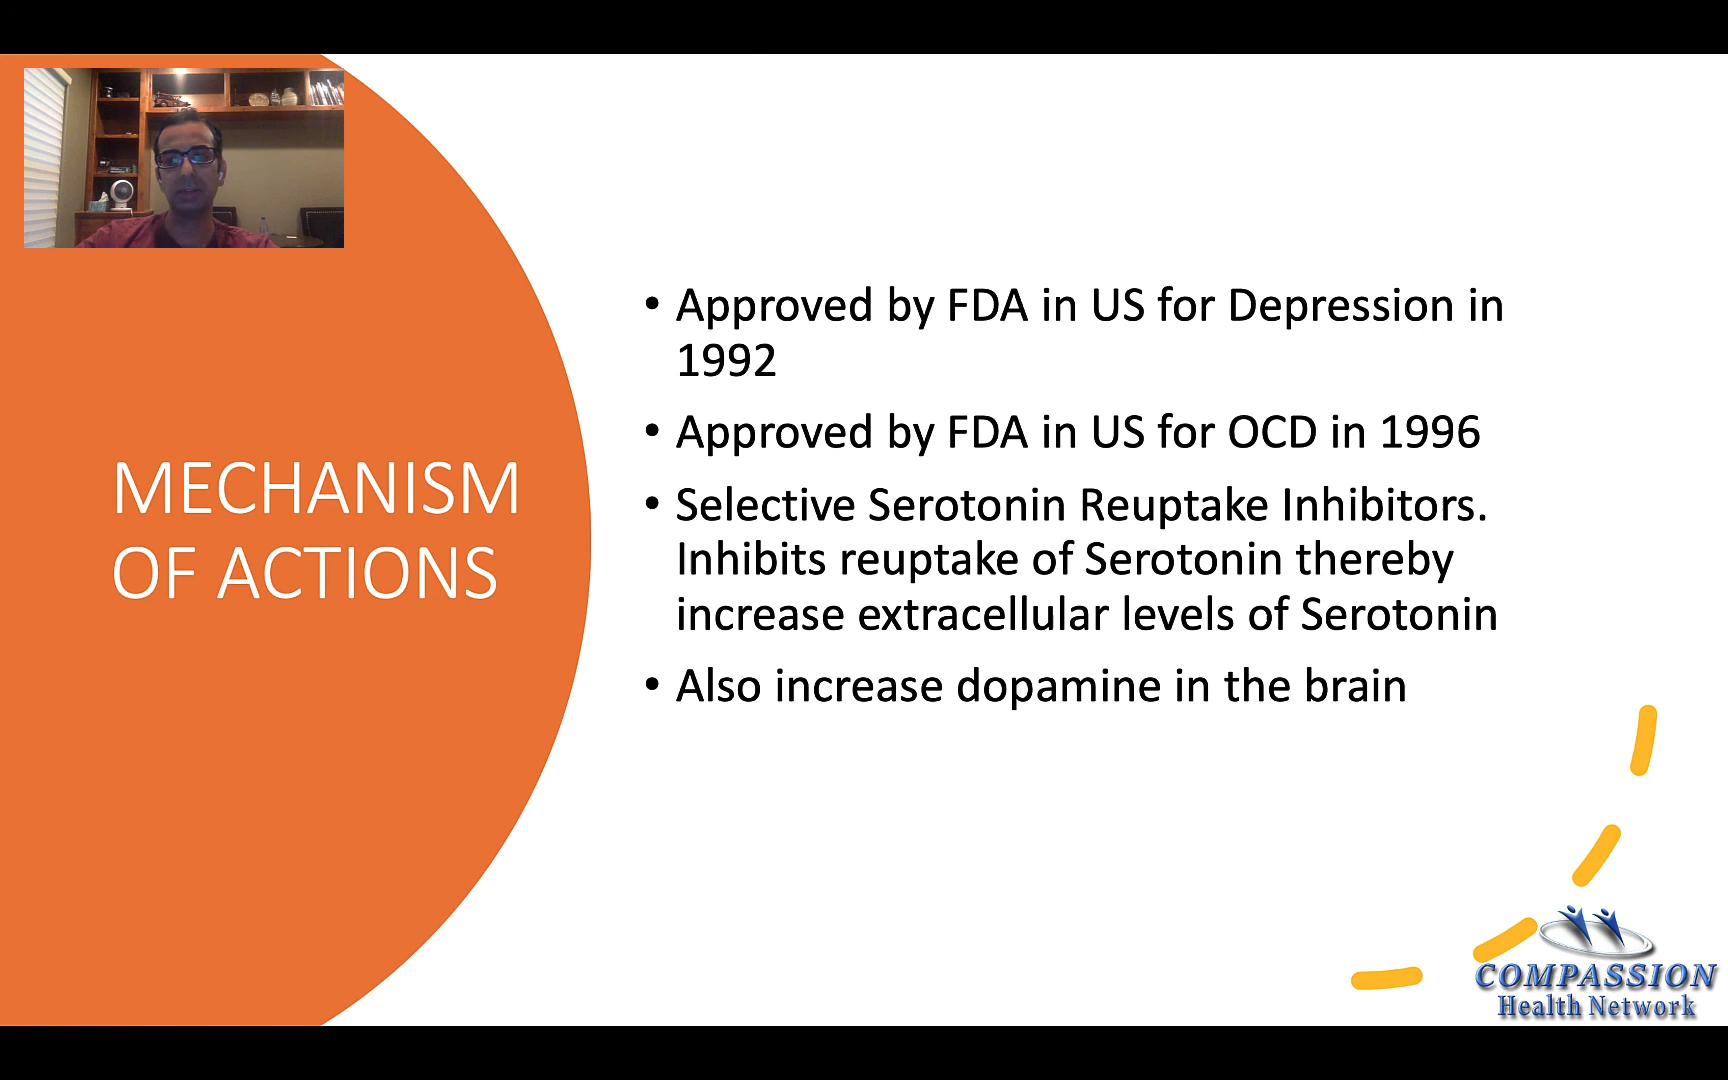 MECHANISM
OF ACTIONS
• Approved by FDA in US for Depression in
1992
• Approved by FDA in US for OCD in 1996
• Selective Serotonin Reuptake Inhibitors.
Inhibits reuptake of Serotonin thereby
increase extracellular levels of Serotonin
• Also increase dopamine in the brain
COMPASSION
Health Network